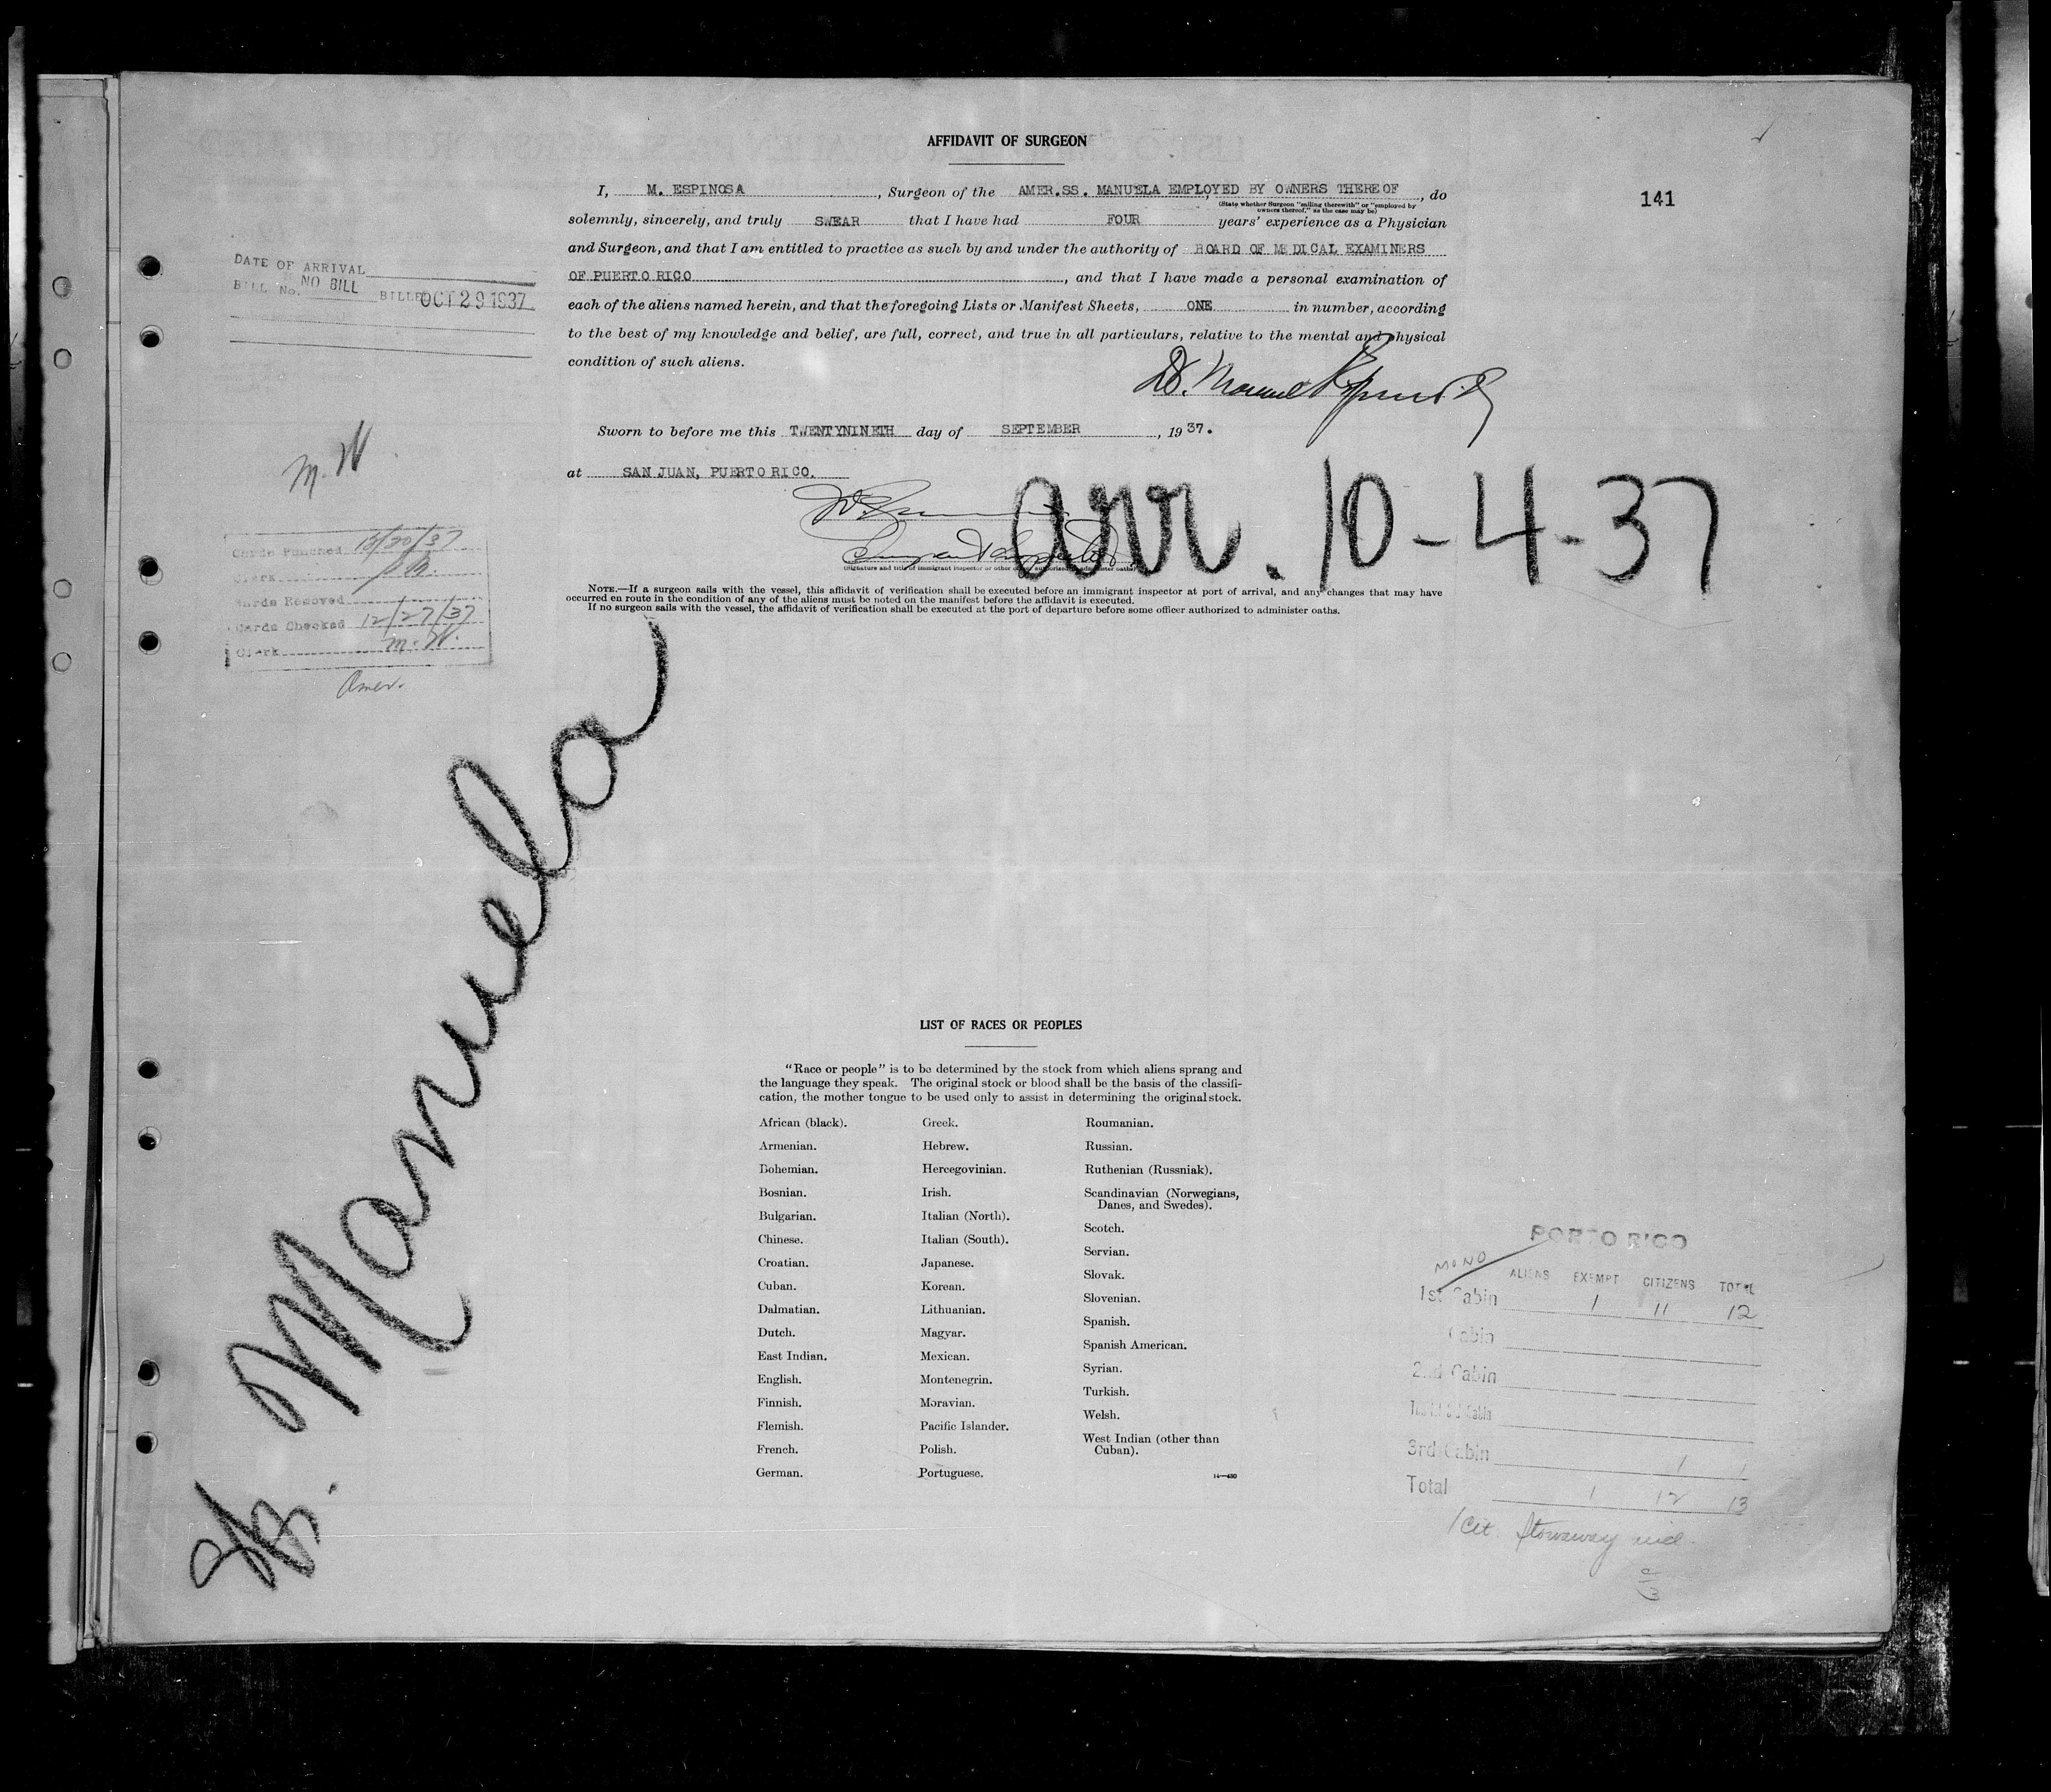 AFFIDAVIT OF SURGEON
141
I, M. ESPINOSA, Surgeon of the AMER.SS. MANUELA EMPLOYED BY OWNERS THEREOF, do
(State whether Surgeon "sailing therewith" or "employed by
owners thereof," as the case may be)
solemnly, sincerely, and truly SWEAR that I have had FOUR years' experience as a Physician
and Surgeon, and that I am entitled to practice as such by and under the authority of BOARD OF MEDICAL EXAMINERS
OF PUERTO RICO, and that I have made a personal examination of
each of the aliens named herein, and that the foregoing Lists or Manifest Sheets, ONE in number, according
to the best of my knowledge and belief, are full, correct, and true in all particulars, relative to the mental and physical
condition of such aliens.
Dr. Manuel
Sworn to before me this TWENTYNINETH day of SEPTEMBER, 1937.
at SAN JUAN, PUERTO RICO.
arr. 10-4-37
(Signature and title of immigrant inspector or other
NOTE.—If a surgeon sails with the vessel, this affidavit of verification shall be executed before an immigrant inspector at port of arrival, and any changes that may have
occurred en route in the condition of any of the aliens must be noted on the manifest before the affidavit is executed.
If no surgeon sails with the vessel, the affidavit of verification shall be executed at the port of departure before some officer authorized to administer oaths.
DATE OF ARRIVAL
BILL No. NO BILL BILLED OCT 29 1937
M. W.
Cards Punched /30/37
Clerk
Cards Removed
Cards Checked 12/27/37
Clerk M. W.
Amer.
Manuela
LIST OF RACES OR PEOPLES
"Race or people" is to be determined by the stock from which aliens sprang and
the language they speak. The original stock or blood shall be the basis of the classifi-
cation, the mother tongue to be used only to assist in determining the original stock.
African (black).
Armenian.
Bohemian.
Bosnian.
Bulgarian.
Chinese.
Croatian.
Cuban.
Dalmatian.
Dutch.
East Indian.
English.
Finnish.
Flemish.
French.
German.
Greek.
Hebrew.
Hercegovinian.
Irish.
Italian (North).
Italian (South).
Japanese.
Korean.
Lithuanian.
Magyar.
Mexican.
Montenegrin.
Moravian.
Pacific Islander.
Polish.
Portuguese.
Roumanian.
Russian.
Ruthenian (Russniak).
Scandinavian (Norwegians,
Danes, and Swedes).
Scotch.
Servian.
Slovak.
Slovenian.
Spanish.
Spanish American.
Syrian.
Turkish.
Welsh.
West Indian (other than
Cuban).
14—430
PORTO RICO
MONO
ALIENS EXEMPT CITIZENS TOTAL
1st Cabin 1 11 12
Cabin
2nd Cabin
3rd Cabin 1 1
Total 1 12 13
1 Cit. Stowaway incl.